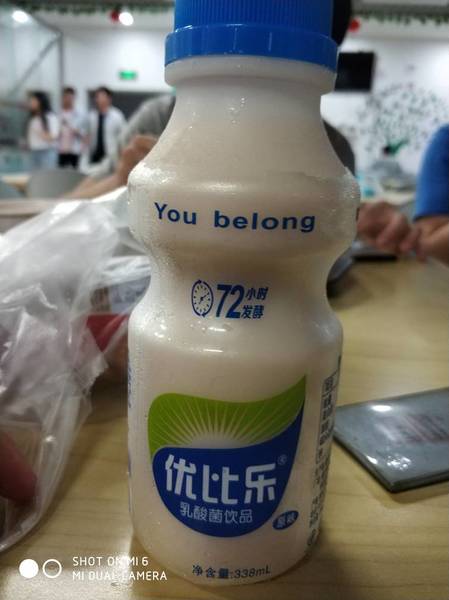 You belong
72小时
发酵
优比乐®
乳酸菌饮品
原味
净含量:338mL
SHOT ON MI 6
MI DUAL CAMERA